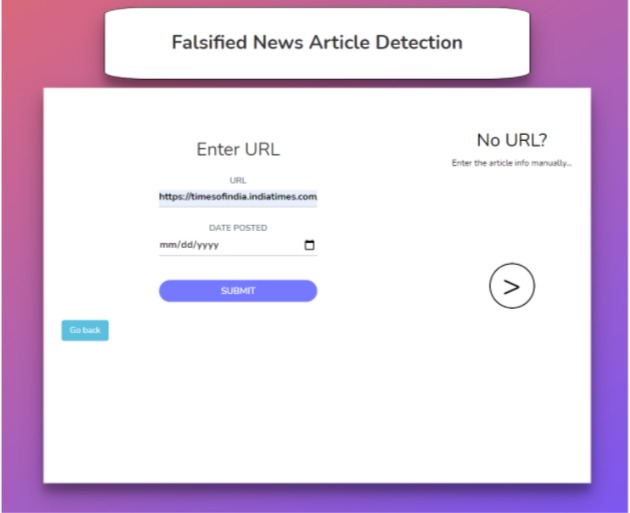 Falsified News Article Detection
Enter URL
URL
https://timesofindia.indiatimes.com
DATE POSTED
mm/dd/yyyy
SUBMIT
Go back
No URL?
Enter the article info manually...
>